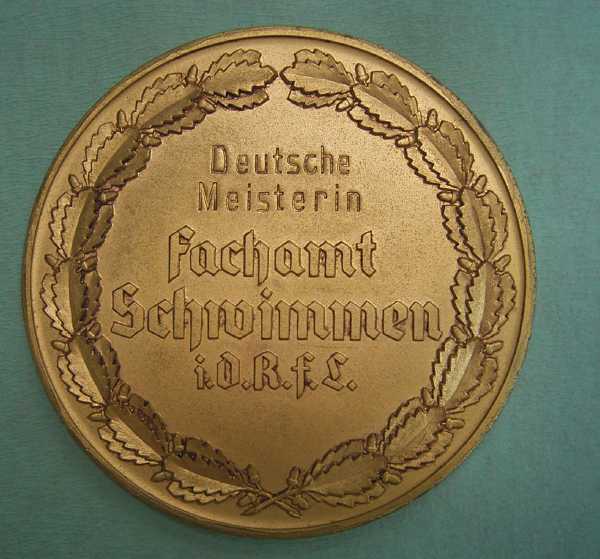 Deutsche
Meisterin
Fachamt
Schwimmen
i.D.R.f.L.